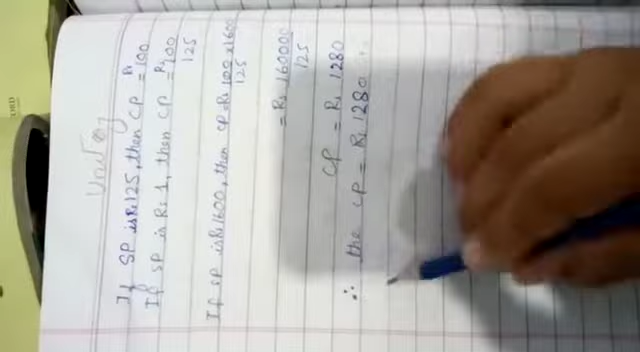 If SP is Rs 125, then CP = Rs 100
If SP is Rs 1, then CP = Rs 100
125
If SP is Rs 1600, then CP = Rs 100 x 1600
125
= Rs 160000
125
CP = Rs 1280
∴ the CP = Rs 1280